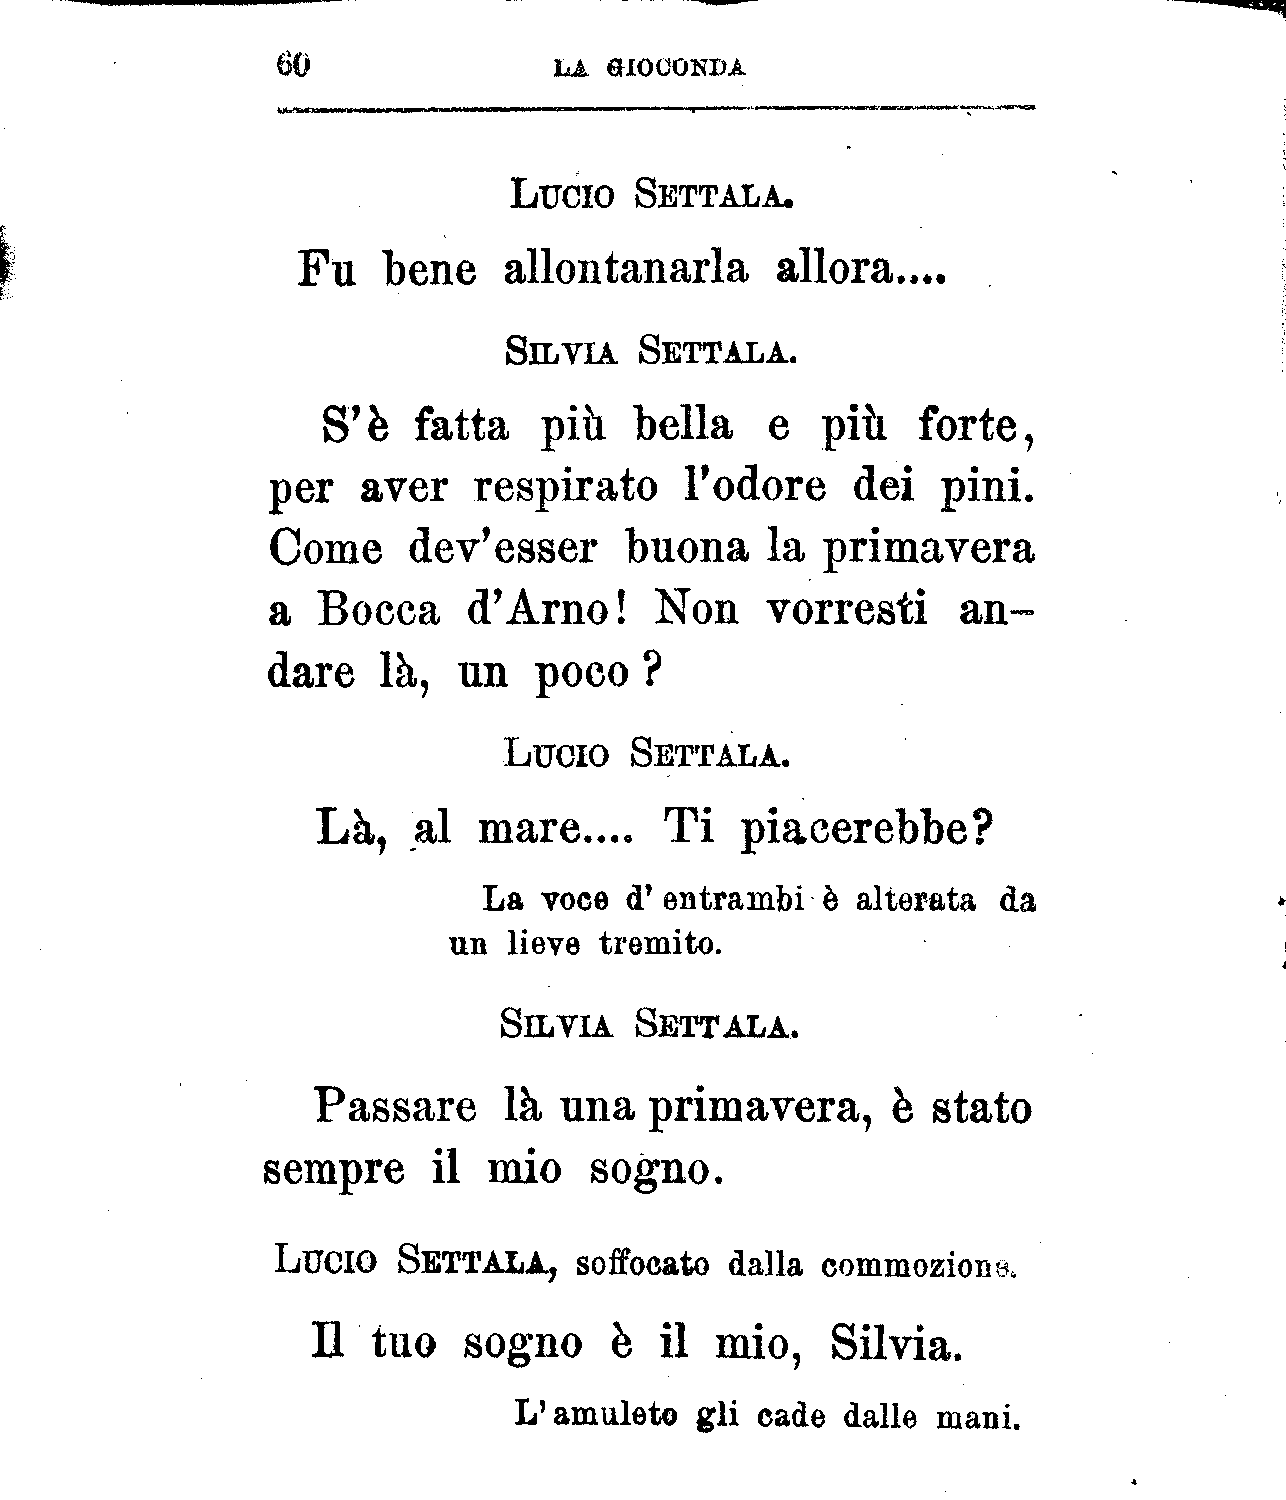 60 LA GIOCONDA
LUCIO SETTALA.
Fu bene allontanarla allora....
SILVIA SETTALA.
S'è fatta più bella e più forte,
per aver respirato l'odore dei pini.
Come dev'esser buona la primavera
a Bocca d'Arno! Non vorresti an-
dare là, un poco?
LUCIO SETTALA.
Là, al mare.... Ti piacerebbe?
La voce d'entrambi è alterata da
un lieve tremito.
SILVIA SETTALA.
Passare là una primavera, è stato
sempre il mio sogno.
LUCIO SETTALA, soffocato dalla commozione.
Il tuo sogno è il mio, Silvia.
L'amuleto gli cade dalle mani.